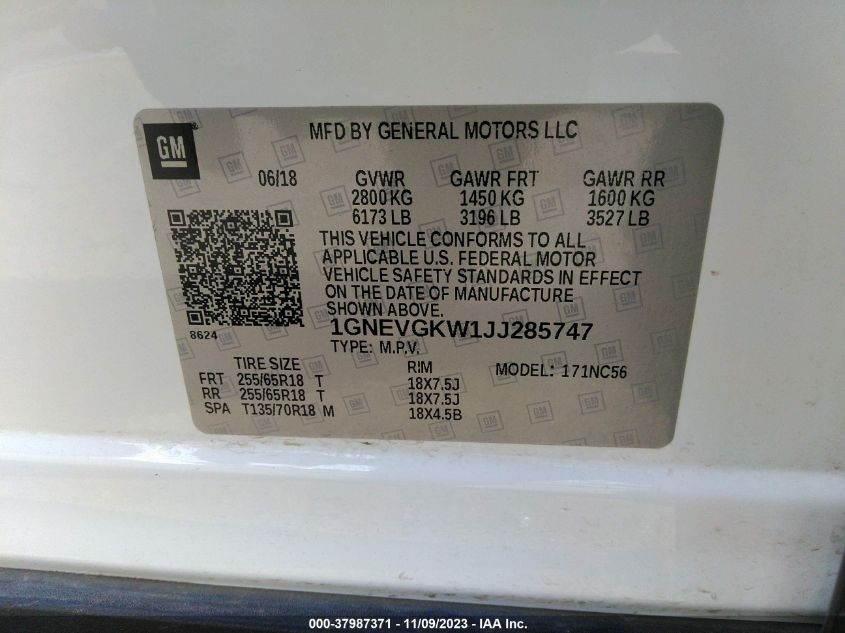 GM
MFD BY GENERAL MOTORS LLC
06/18 GVWR GAWR FRT GAWR RR
2800 KG 1450 KG 1600 KG
6173 LB 3196 LB 3527 LB
THIS VEHICLE CONFORMS TO ALL
APPLICABLE U.S. FEDERAL MOTOR
VEHICLE SAFETY STANDARDS IN EFFECT
ON THE DATE OF MANUFACTURE
SHOWN ABOVE.
8624
1GNEVGKW1JJ285747
TYPE: M.P.V.
TIRE SIZE RIM MODEL: 171NC56
FRT 255/65R18 T 18X7.5J
RR 255/65R18 T 18X7.5J
SPA T135/70R18 M 18X4.5B
000-37987371 - 11/09/2023 - IAA Inc.